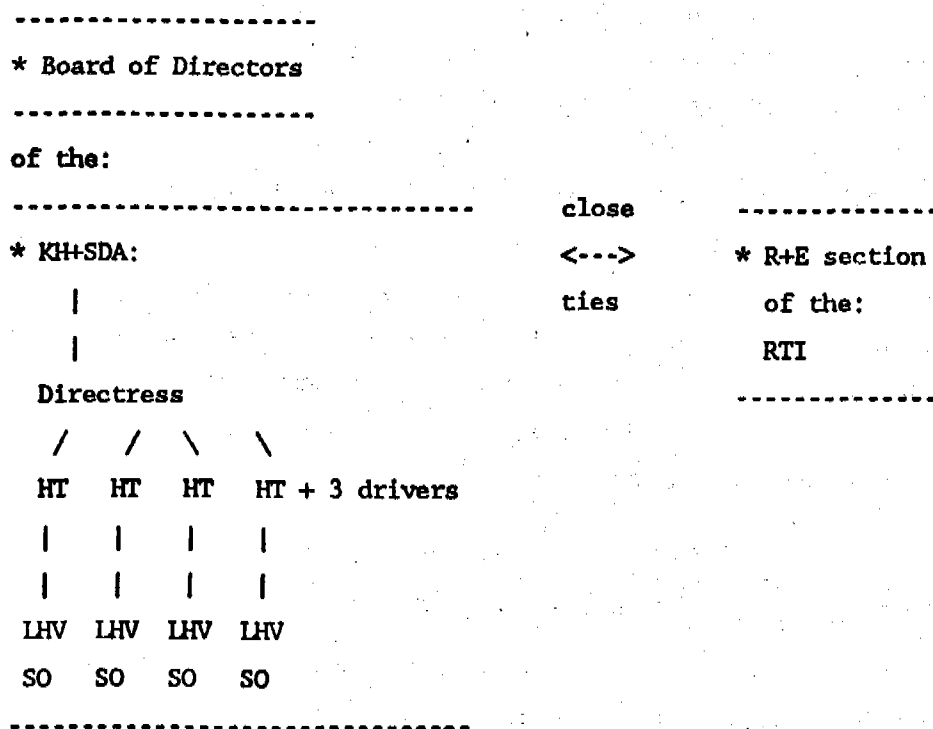 ---------------------
* Board of Directors
---------------------
of the:
--------------------------------
* KH+SDA:
|
|
Directress
/ / \ \
HT HT HT HT + 3 drivers
| | | |
| | | |
LHV LHV LHV LHV
SO SO SO SO
--------------------------------
close
<--->
ties
--------------
* R+E section
of the:
RTI
--------------